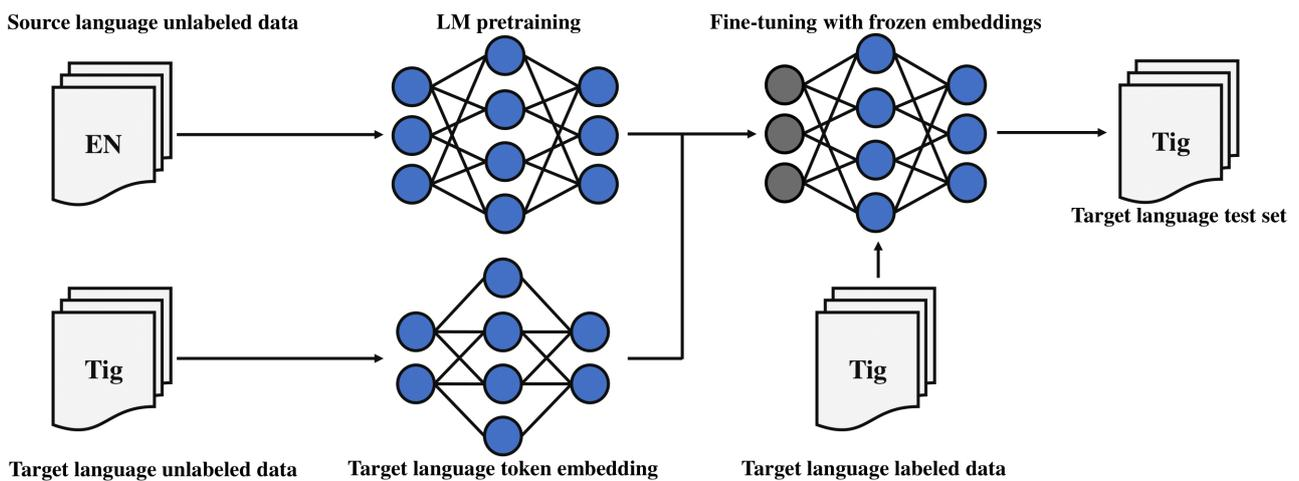 Source language unlabeled data
LM pretraining
Fine-tuning with frozen embeddings
EN
Tig
Target language test set
Tig
Tig
Target language unlabeled data
Target language token embedding
Target language labeled data